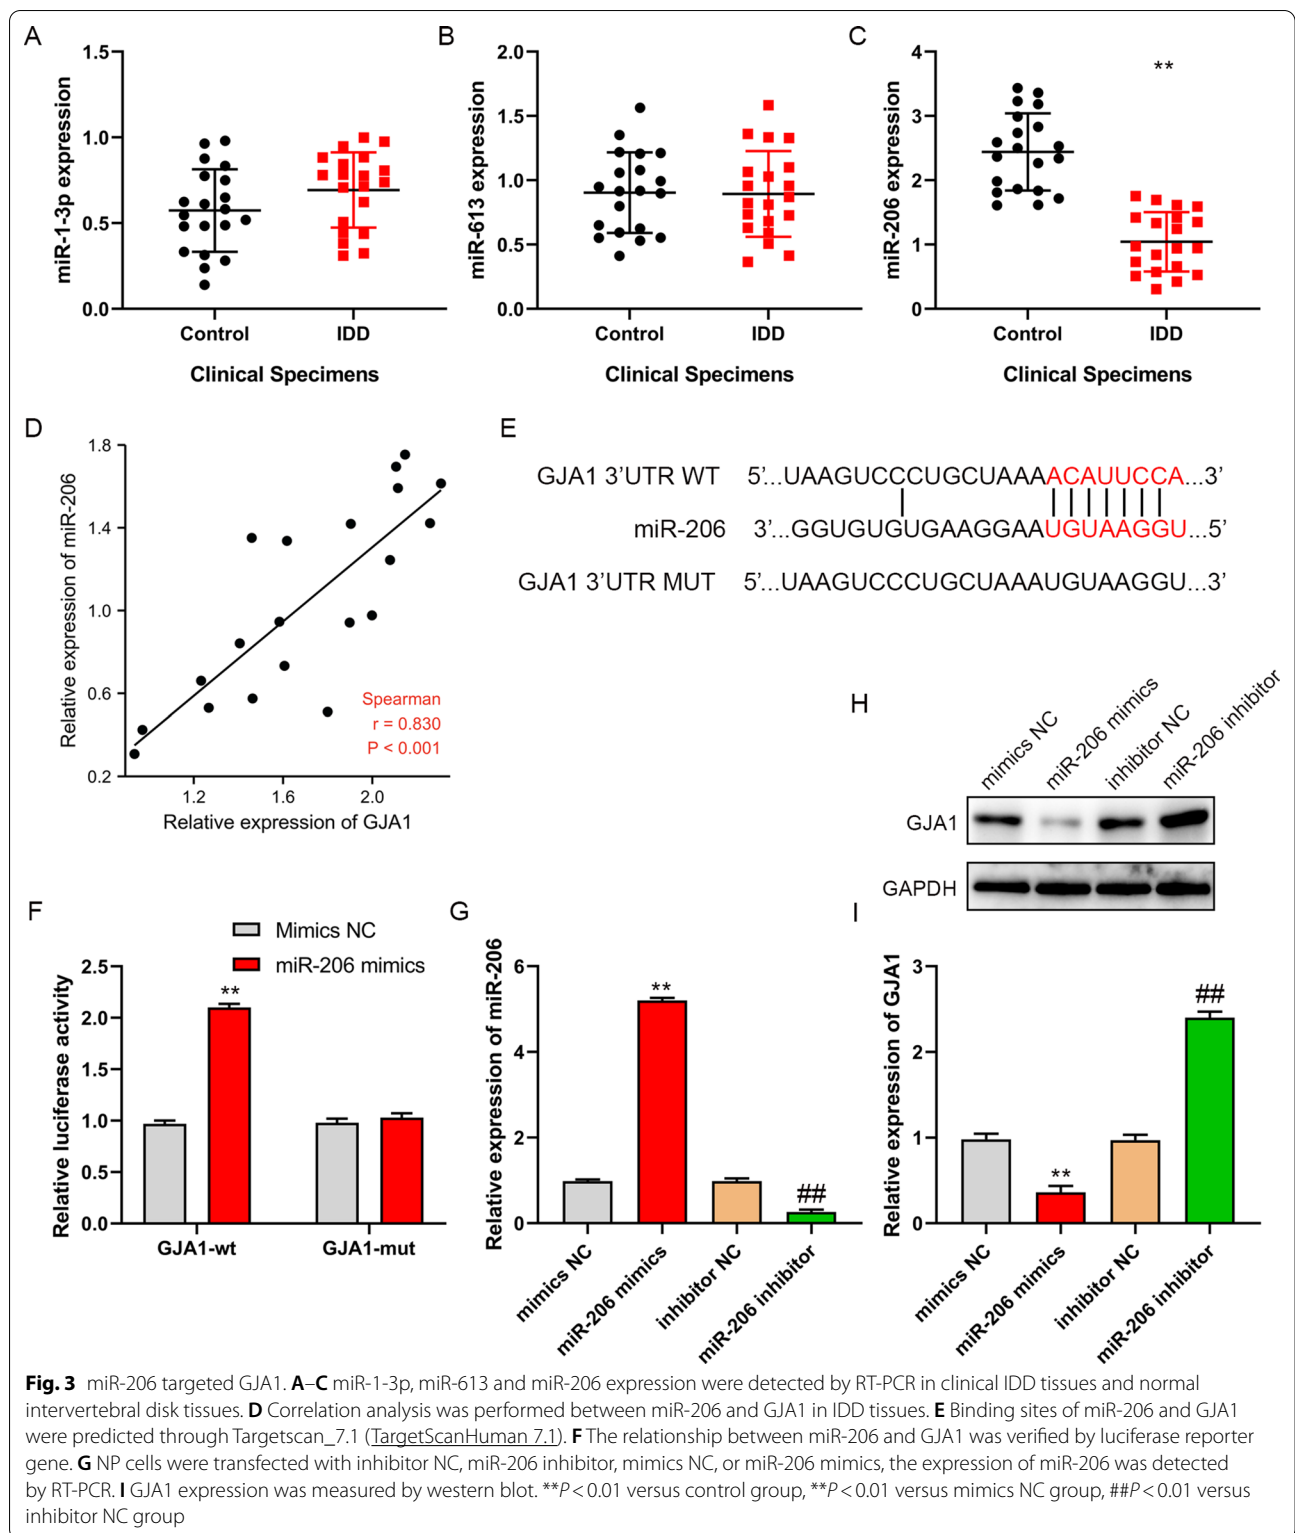 A
miR-1-3p expression
1.5
1.0
0.5
0.0
Control
IDD
Clinical Specimens
B
miR-613 expression
2.0
1.5
1.0
0.5
0.0
Control
IDD
Clinical Specimens
C
miR-206 expression
4
3
2
1
0
**
Control
IDD
Clinical Specimens
D
Relative expression of miR-206
1.8
1.4
1.0
0.6
0.2
1.2
1.6
2.0
Relative expression of GJA1
Spearman
r = 0.830
P < 0.001
E
GJA1 3’UTR WT 5’...UAAGUCCCUGCUAAAACAUUCCA...3’
miR-206 3’...GGUGUGUGAAGGAAUGUAAGGU...5’
GJA1 3’UTR MUT 5’...UAAGUCCCUGCUAAAUGUAAGGU...3’
H
mimics NC
miR-206 mimics
inhibitor NC
miR-206 inhibitor
GJA1
GAPDH
F
Mimics NC
miR-206 mimics
Relative luciferase activity
2.5
2.0
1.5
1.0
0.5
0.0
**
GJA1-wt
GJA1-mut
G
Relative expression of miR-206
6
4
2
0
**
##
mimics NC
miR-206 mimics
inhibitor NC
miR-206 inhibitor
I
Relative expression of GJA1
3
2
1
0
**
##
mimics NC
miR-206 mimics
inhibitor NC
miR-206 inhibitor
Fig. 3 miR-206 targeted GJA1. A–C miR-1-3p, miR-613 and miR-206 expression were detected by RT-PCR in clinical IDD tissues and normal
intervertebral disk tissues. D Correlation analysis was performed between miR-206 and GJA1 in IDD tissues. E Binding sites of miR-206 and GJA1
were predicted through Targetscan_7.1 (TargetScanHuman 7.1). F The relationship between miR-206 and GJA1 was verified by luciferase reporter
gene. G NP cells were transfected with inhibitor NC, miR-206 inhibitor, mimics NC, or miR-206 mimics, the expression of miR-206 was detected
by RT-PCR. I GJA1 expression was measured by western blot. **P < 0.01 versus control group, **P < 0.01 versus mimics NC group, ##P < 0.01 versus
inhibitor NC group